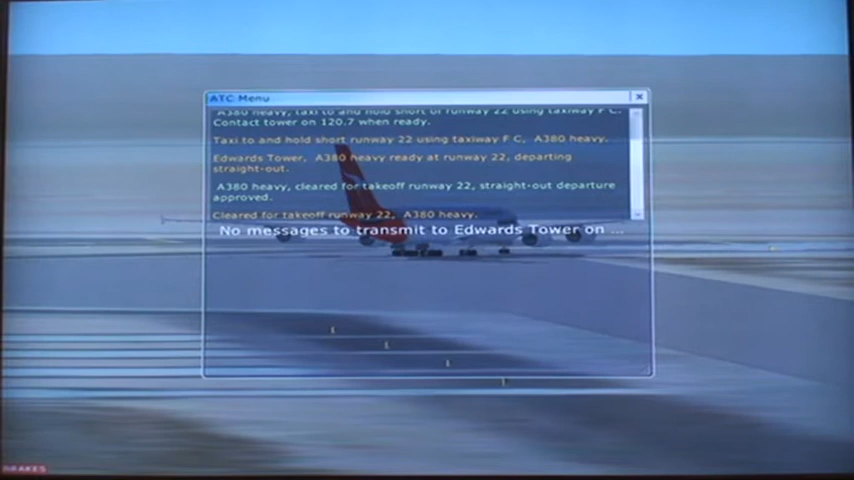 ATC Menu
A380 heavy, taxi to and hold short of runway 22 using taxiway F C.
Contact tower on 120.7 when ready.
Taxi to and hold short runway 22 using taxiway F C, A380 heavy.
Edwards Tower, A380 heavy ready at runway 22, departing
straight-out.
A380 heavy, cleared for takeoff runway 22, straight-out departure
approved.
Cleared for takeoff runway 22, A380 heavy.
No messages to transmit to Edwards Tower on ...
BRAKES